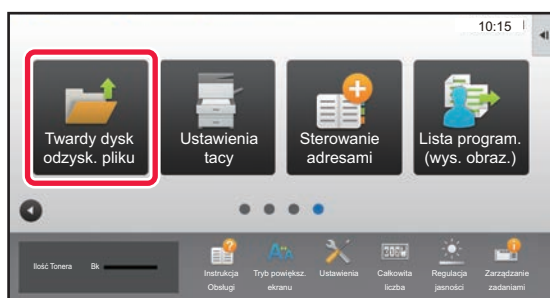 10:15
Twardy dysk
odzysk. pliku
Ustawienia
tacy
Sterowanie
adresami
Lista program.
(wys. obraz.)
Ilość Tonera Bk
Instrukcja
Obsługi
Tryb powiększ.
ekranu
Ustawienia
Całkowita
liczba
Regulacja
jasności
Zarządzanie
zadaniami